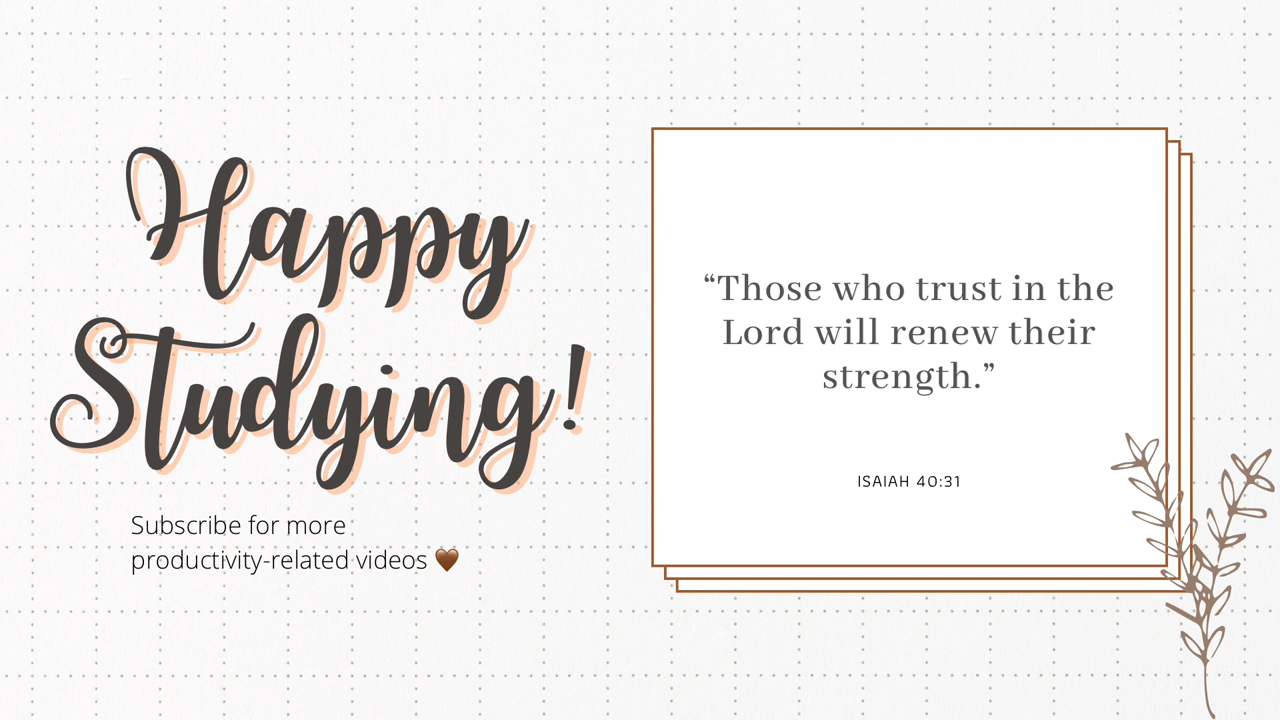 Happy
Studying!
Subscribe for more
productivity-related videos 🤎
“Those who trust in the
Lord will renew their
strength.”
ISAIAH 40:31